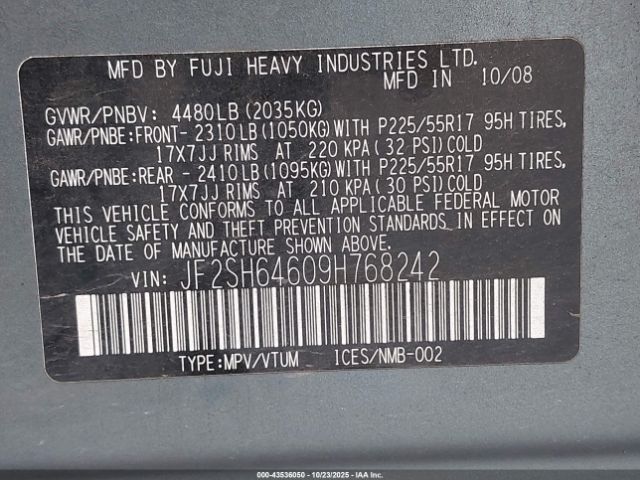 MFD BY FUJI HEAVY INDUSTRIES LTD.
MFD IN 10/08
GVWR/PNBV: 4480LB (2035KG)
GAWR/PNBE:FRONT- 2310LB(1050KG)WITH P225/55R17 95H TIRES,
17X7JJ RIMS AT 220 KPA(32 PSI)COLD
GAWR/PNBE:REAR - 2410LB(1095KG)WITH P225/55R17 95H TIRES,
17X7JJ RIMS AT 210 KPA(30 PSI)COLD
THIS VEHICLE CONFORMS TO ALL APPLICABLE FEDERAL MOTOR
VEHICLE SAFETY AND THEFT PREVENTION STANDARDS IN EFFECT ON
THE DATE OF MANUFACTURE SHOWN ABOVE.
VIN: JF2SH64609H768242
TYPE:MPV/VTUM ICES/NMB-002
000-43536050 - 10/23/2025 - IAAI.COM